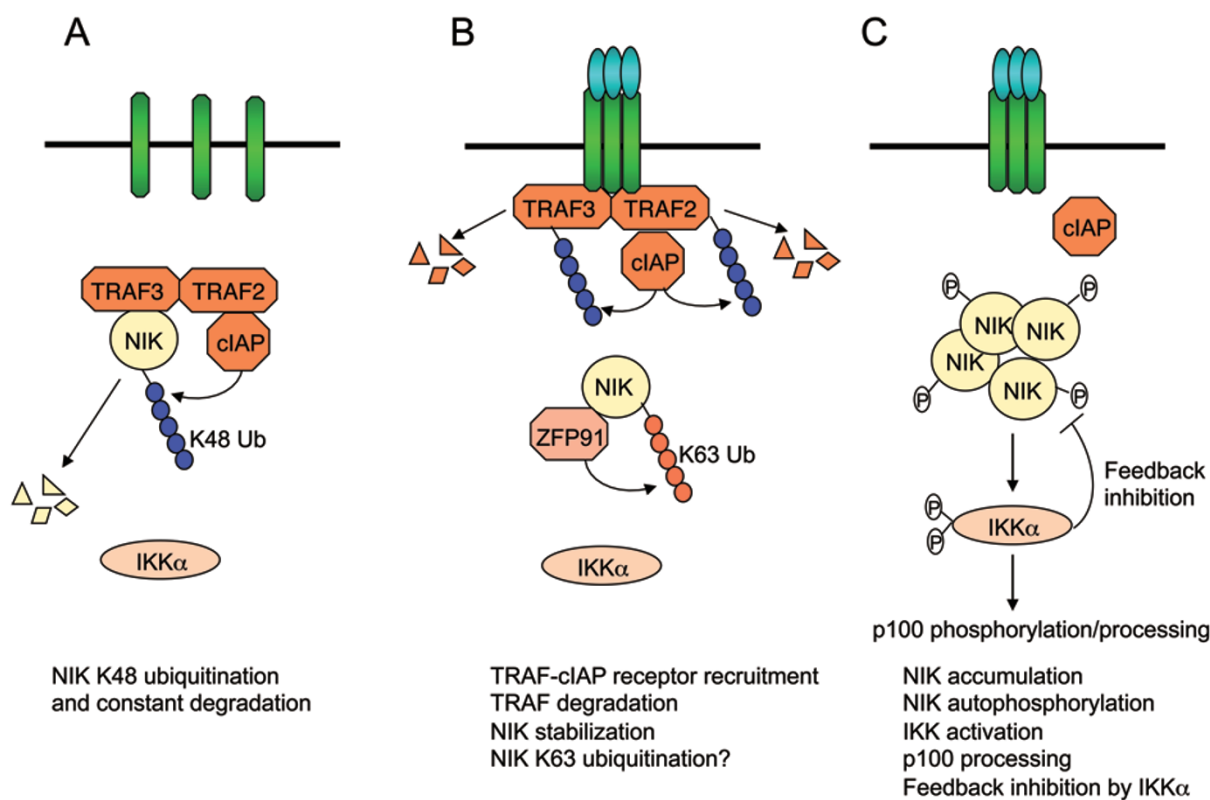 A
TRAF3
TRAF2
NIK
cIAP
K48 Ub
IKKα
NIK K48 ubiquitination
and constant degradation
B
TRAF3
TRAF2
cIAP
NIK
ZFP91
K63 Ub
IKKα
TRAF-cIAP receptor recruitment
TRAF degradation
NIK stabilization
NIK K63 ubiquitination?
C
cIAP
P
P
NIK
NIK
NIK
NIK
P
P
Feedback
inhibition
P
P
IKKα
p100 phosphorylation/processing
NIK accumulation
NIK autophosphorylation
IKK activation
p100 processing
Feedback inhibition by IKKα